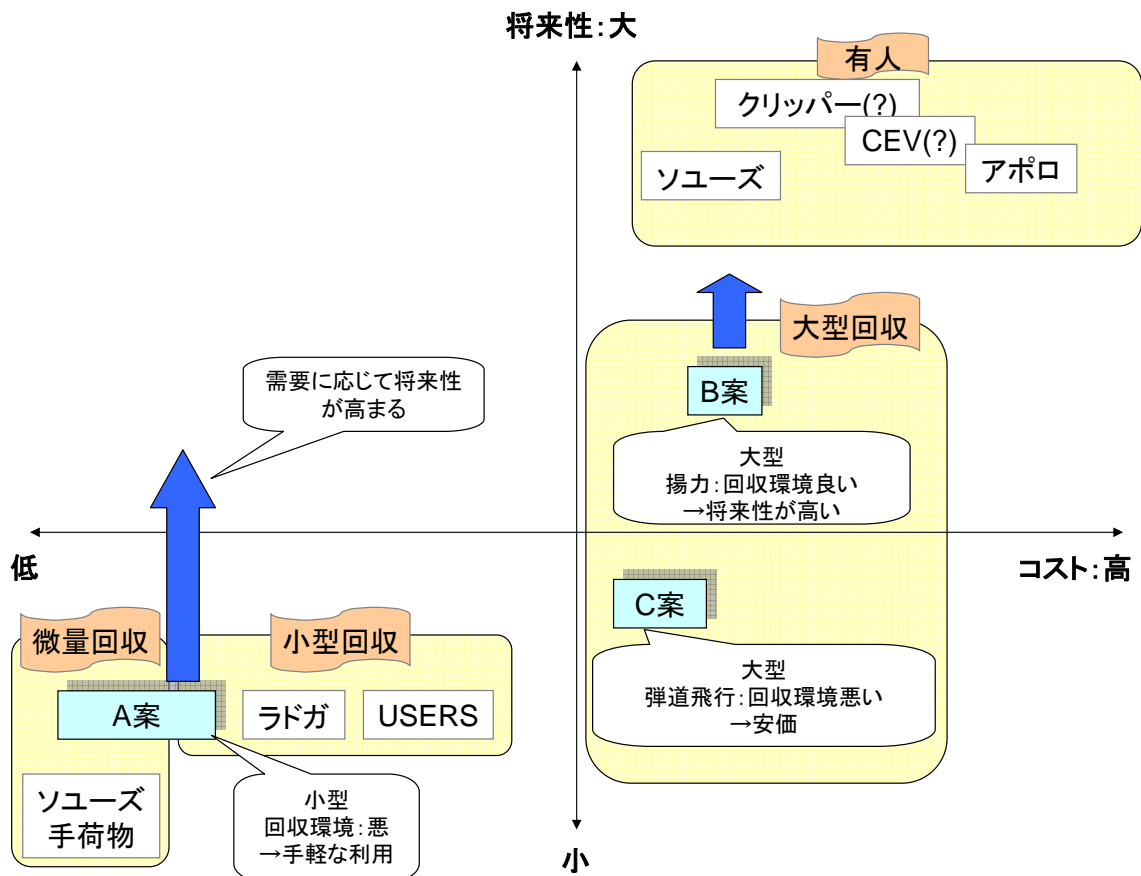 将来性：大
有人
クリッパー(?)
CEV(?)
アポロ
ソユーズ
大型回収
B案
大型
揚力：回収環境良い
→将来性が高い
需要に応じて将来性
が高まる
低
コスト：高
C案
大型
弾道飛行：回収環境悪い
→安価
微量回収
小型回収
A案
ラドガ
USERS
ソユーズ
手荷物
小型
回収環境：悪
→手軽な利用
小